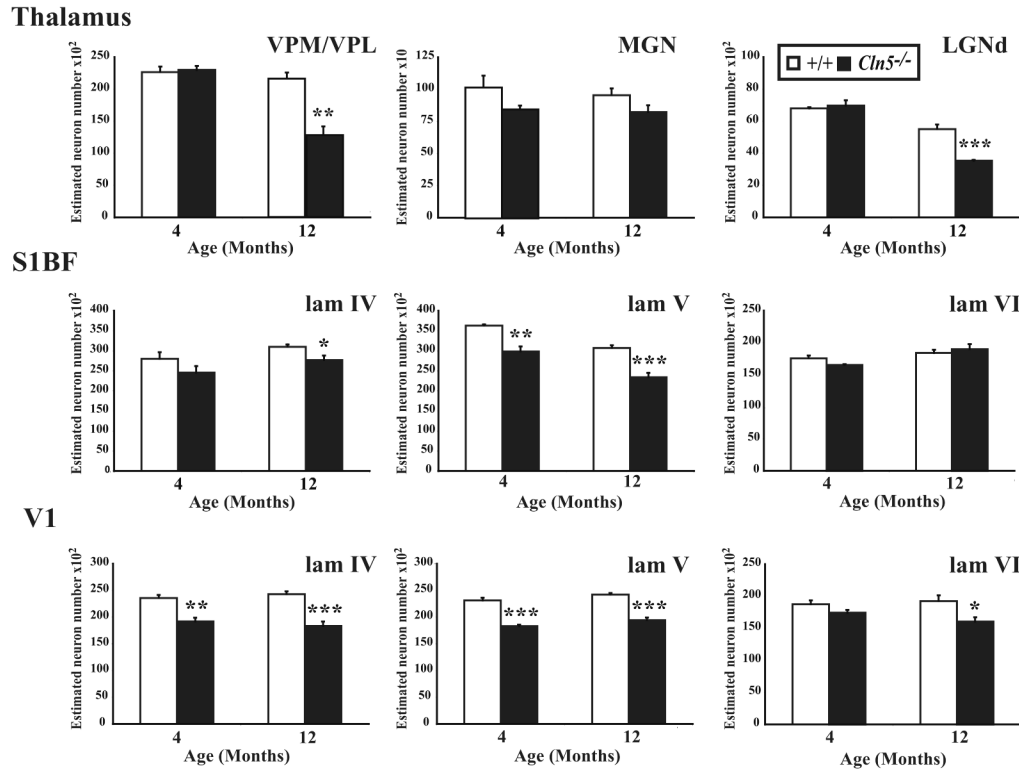 Thalamus
VPM/VPL
Estimated neuron number x10²
250
200
150
100
50
0
4
12
**
Age (Months)
MGN
Estimated neuron number x10
125
100
75
50
25
0
4
12
Age (Months)
LGNd
+/+ Cln5-/-
Estimated neuron number x10²
100
80
60
40
20
0
4
12
***
Age (Months)
S1BF
lam IV
Estimated neuron number x10²
400
350
300
250
200
150
100
50
0
4
12
*
Age (Months)
lam V
Estimated neuron number x10²
400
350
300
250
200
150
100
50
0
4
12
**
***
Age (Months)
lam VI
Estimated neuron number x10²
250
200
150
100
50
0
4
12
Age (Months)
V1
lam IV
Estimated neuron number x10²
300
250
200
150
100
50
0
4
12
**
***
Age (Months)
lam V
Estimated neuron number x10²
300
250
200
150
100
50
0
4
12
***
***
Age (Months)
lam VI
Estimated neuron number x10²
250
200
150
100
50
0
4
12
*
Age (Months)